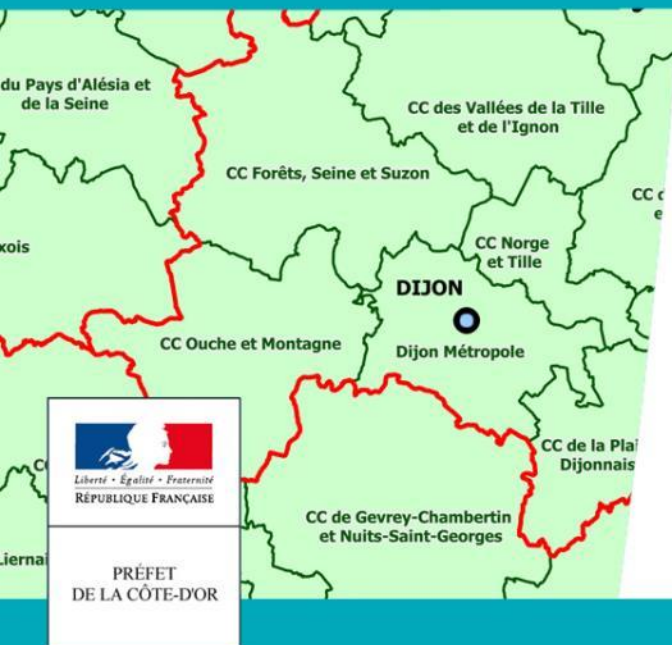 du Pays d'Alésia et
de la Seine
CC des Vallées de la Tille
et de l'Ignon
CC Forêts, Seine et Suzon
CC Norge
et Tille
DIJON
CC Ouche et Montagne
Dijon Métropole
CC de la Plai
Dijonnais
CC de Gevrey-Chambertin
et Nuits-Saint-Georges
Liberté • Égalité • Fraternité
RÉPUBLIQUE FRANÇAISE
PRÉFET
DE LA CÔTE-D'OR